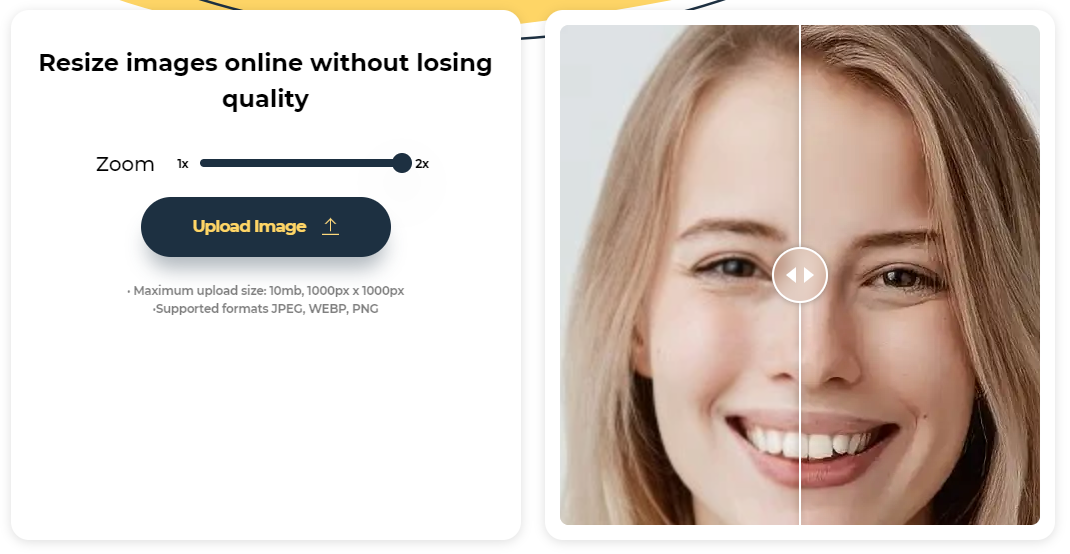 Resize images online without losing
quality
Zoom 1x 2x
Upload Image
• Maximum upload size: 10mb, 1000px x 1000px
•Supported formats JPEG, WEBP, PNG